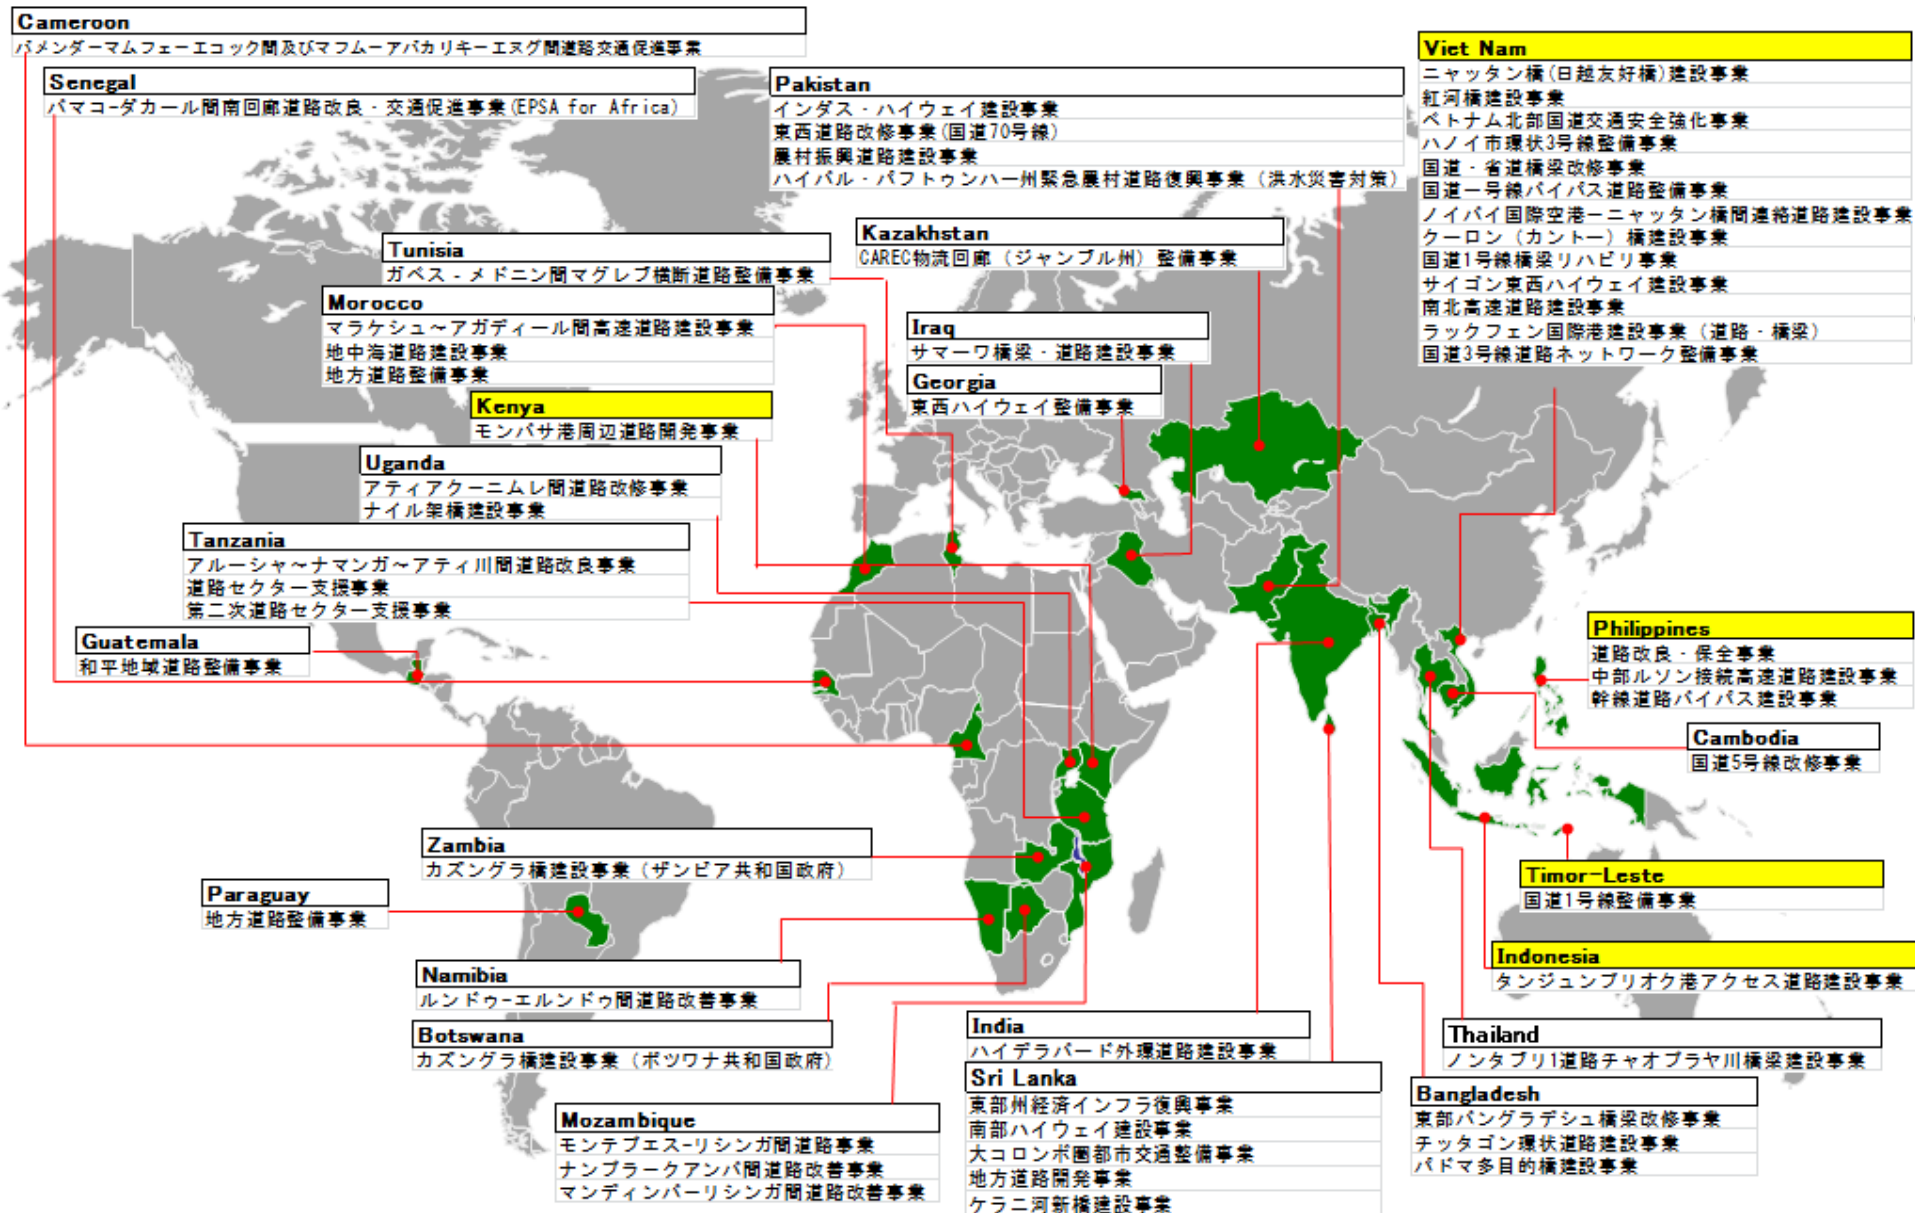 Cameroon
バメンダーマムフェーエコック間及びマフムーアバカリキーエヌグ間道路交通促進事業
Senegal
バマコ-ダカール間南回廊道路改良・交通促進事業(EPSA for Africa)
Pakistan
インダス・ハイウェイ建設事業
東西道路改修事業(国道70号線)
農村振興道路建設事業
ハイバル・パフトゥンハー州緊急農村道路復興事業（洪水災害対策）
Viet Nam
ニャッタン橋(日越友好橋)建設事業
紅河橋建設事業
ベトナム北部国道交通安全強化事業
ハノイ市環状3号線整備事業
国道・省道橋梁改修事業
国道一号線バイパス道路整備事業
ノイバイ国際空港ーニャッタン橋間連絡道路建設事業
クーロン（カントー）橋建設事業
国道1号線橋梁リハビリ事業
サイゴン東西ハイウェイ建設事業
南北高速道路建設事業
ラックフェン国際港建設事業（道路・橋梁）
国道3号線道路ネットワーク整備事業
Tunisia
ガベス・メドニン間マグレブ横断道路整備事業
Kazakhstan
CAREC物流回廊（ジャンブル州）整備事業
Morocco
マラケシュ～アガディール間高速道路建設事業
地中海道路建設事業
地方道路整備事業
Iraq
サマーワ橋梁・道路建設事業
Georgia
東西ハイウェイ整備事業
Kenya
モンバサ港周辺道路開発事業
Uganda
アティアクーニムレ間道路改修事業
ナイル架橋建設事業
Tanzania
アルーシャ～ナマンガ～アティ川間道路改良事業
道路セクター支援事業
第二次道路セクター支援事業
Guatemala
和平地域道路整備事業
Philippines
道路改良・保全事業
中部ルソン接続高速道路建設事業
幹線道路バイパス建設事業
Cambodia
国道5号線改修事業
Zambia
カズングラ橋建設事業（ザンビア共和国政府）
Timor-Leste
国道1号線整備事業
Paraguay
地方道路整備事業
Indonesia
タンジュンプリオク港アクセス道路建設事業
Namibia
ルンドゥ-エルンドゥ間道路改善事業
Botswana
カズングラ橋建設事業（ボツワナ共和国政府）
India
ハイデラバード外環道路建設事業
Thailand
ノンタブリ1道路チャオプラヤ川橋梁建設事業
Sri Lanka
東部州経済インフラ復興事業
南部ハイウェイ建設事業
大コロンボ圏都市交通整備事業
地方道路開発事業
ケラニ河新橋建設事業
Bangladesh
東部バングラデシュ橋梁改修事業
チッタゴン環状道路建設事業
パドマ多目的橋建設事業
Mozambique
モンテプエス-リシンガ間道路事業
ナンプラークアンバ間道路改善事業
マンディンバーリシンガ間道路改善事業